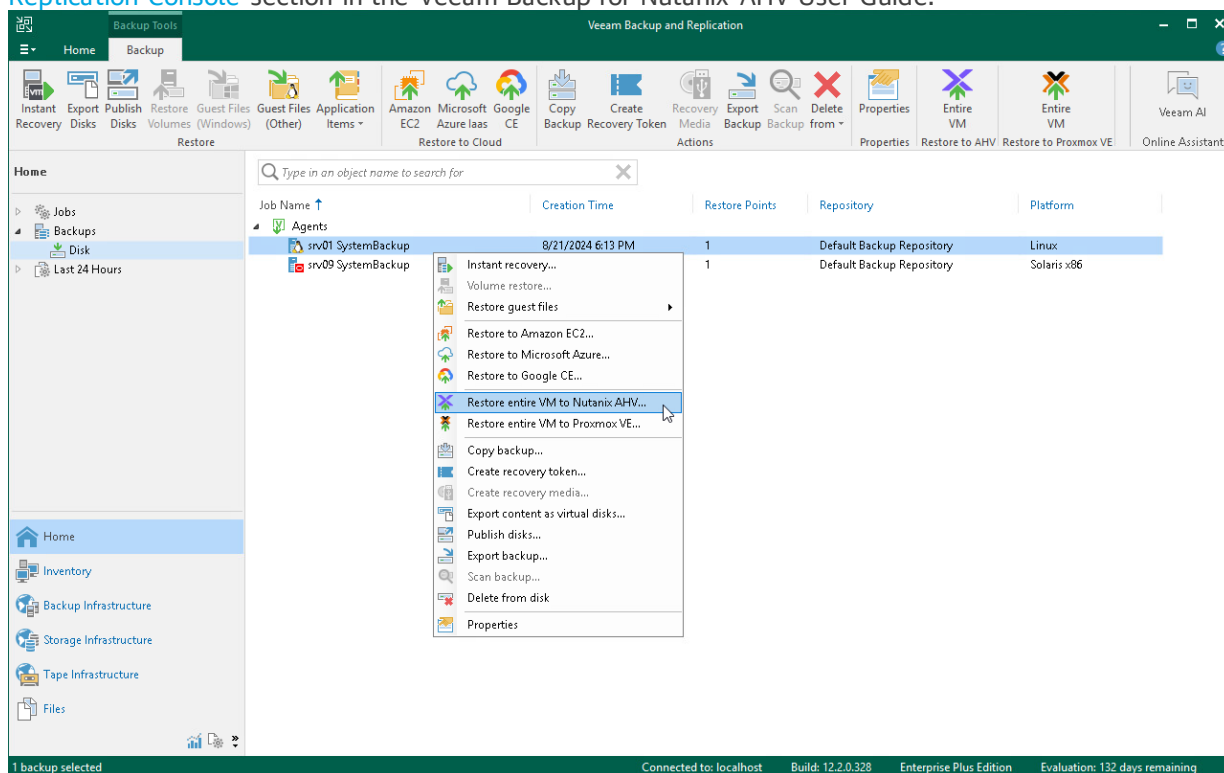 Replication Console section in the Veeam Backup for Nutanix AHV User Guide.
Backup Tools
Veeam Backup and Replication
Home Backup
Instant Recovery
Export Disks
Publish Disks
Restore Volumes
Guest Files (Windows)
Guest Files (Other)
Application Items
Amazon EC2
Microsoft Azure Iaas
Google CE
Copy Backup
Create Recovery Token
Recovery Media
Export Backup
Scan Backup
Delete from
Properties
Entire VM
Entire VM
Veeam AI
Restore
Restore to Cloud
Actions
Properties
Restore to AHV
Restore to Proxmox VE
Online Assistant
Home
Type in an object name to search for
Jobs
Backups
Disk
Last 24 Hours
Job Name Creation Time Restore Points Repository Platform
Agents
srv01 SystemBackup 8/21/2024 6:13 PM 1 Default Backup Repository Linux
srv09 SystemBackup 1 Default Backup Repository Solaris x86
Instant recovery...
Volume restore...
Restore guest files
Restore to Amazon EC2...
Restore to Microsoft Azure...
Restore to Google CE...
Restore entire VM to Nutanix AHV...
Restore entire VM to Proxmox VE...
Copy backup...
Create recovery token...
Create recovery media...
Export content as virtual disks...
Publish disks...
Export backup...
Scan backup...
Delete from disk
Properties
Home
Inventory
Backup Infrastructure
Storage Infrastructure
Tape Infrastructure
Files
1 backup selected
Connected to: localhost Build: 12.2.0.328 Enterprise Plus Edition Evaluation: 132 days remaining